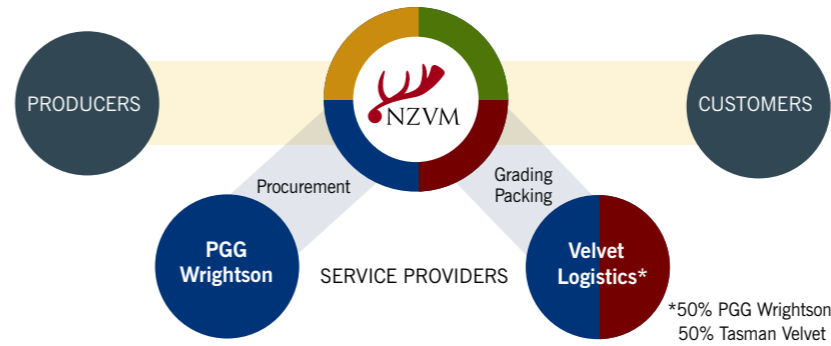 PRODUCERS
NZVM
CUSTOMERS
Procurement
Grading
Packing
PGG
Wrightson
SERVICE PROVIDERS
Velvet
Logistics*
*50% PGG Wrightson
50% Tasman Velvet